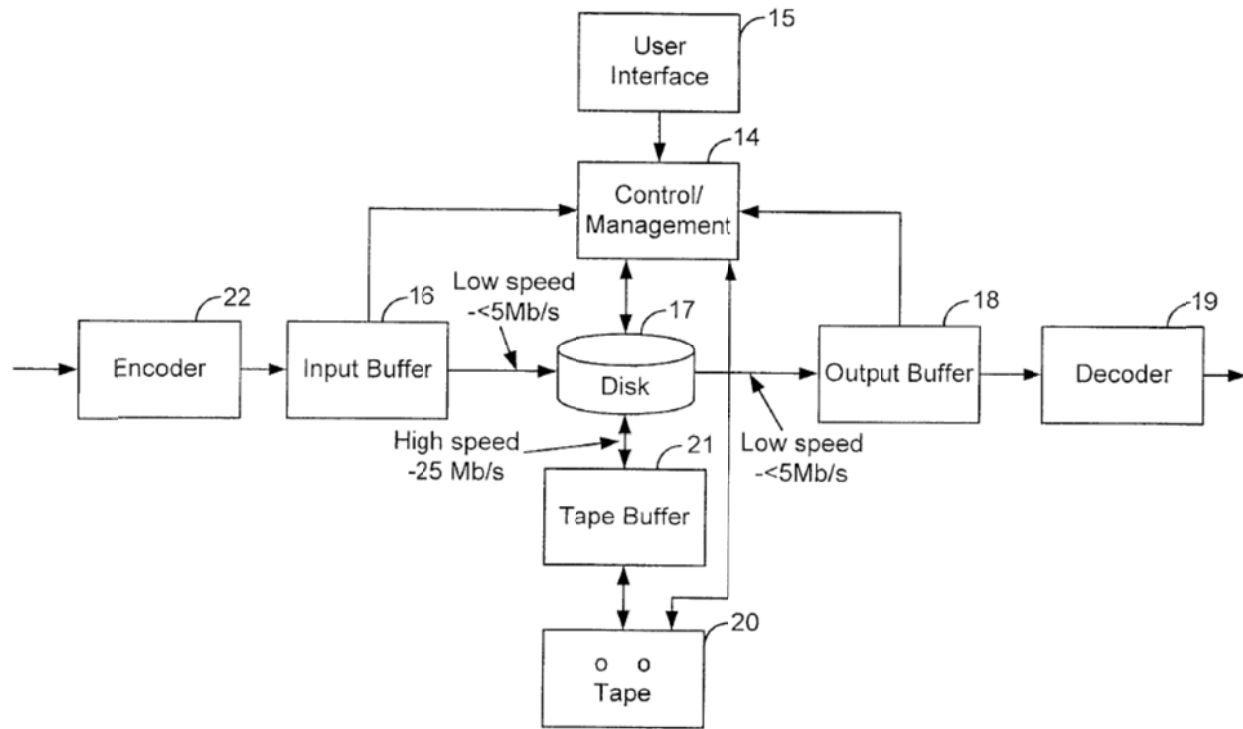 15
User
Interface
14
Control/
Management
Low speed
-<5Mb/s
22
16
17
18
19
Encoder
Input Buffer
Disk
Output Buffer
Decoder
High speed
-25 Mb/s
21
Low speed
-<5Mb/s
Tape Buffer
20
o o
Tape